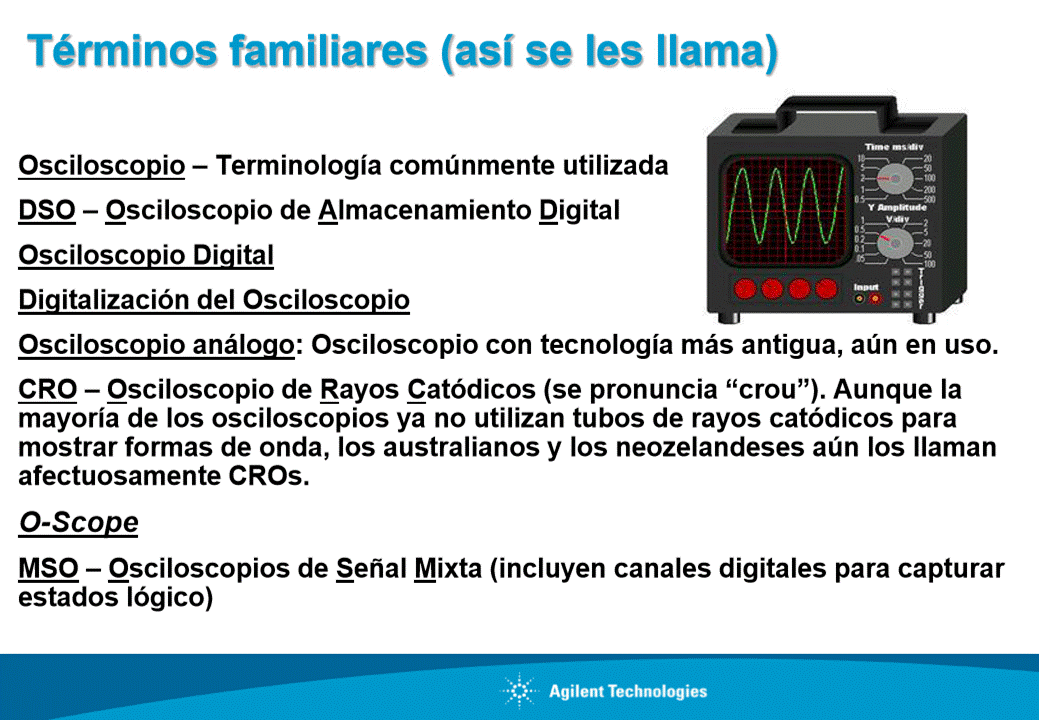 Términos familiares (así se les llama)
Osciloscopio – Terminología comúnmente utilizada
DSO – Osciloscopio de Almacenamiento Digital
Osciloscopio Digital
Digitalización del Osciloscopio
Osciloscopio análogo: Osciloscopio con tecnología más antigua, aún en uso.
CRO – Osciloscopio de Rayos Catódicos (se pronuncia “crou”). Aunque la
mayoría de los osciloscopios ya no utilizan tubos de rayos catódicos para
mostrar formas de onda, los australianos y los neozelandeses aún los llaman
afectuosamente CROs.
O-Scope
MSO – Osciloscopios de Señal Mixta (incluyen canales digitales para capturar
estados lógico)
Time ms/div
10 20
5 50
2 100
1 200
0.5 500
Y Amplitude
V/div
1 2
0.5 5
0.2 20
0.1 50
.05 100
Input
Trigger
Agilent Technologies